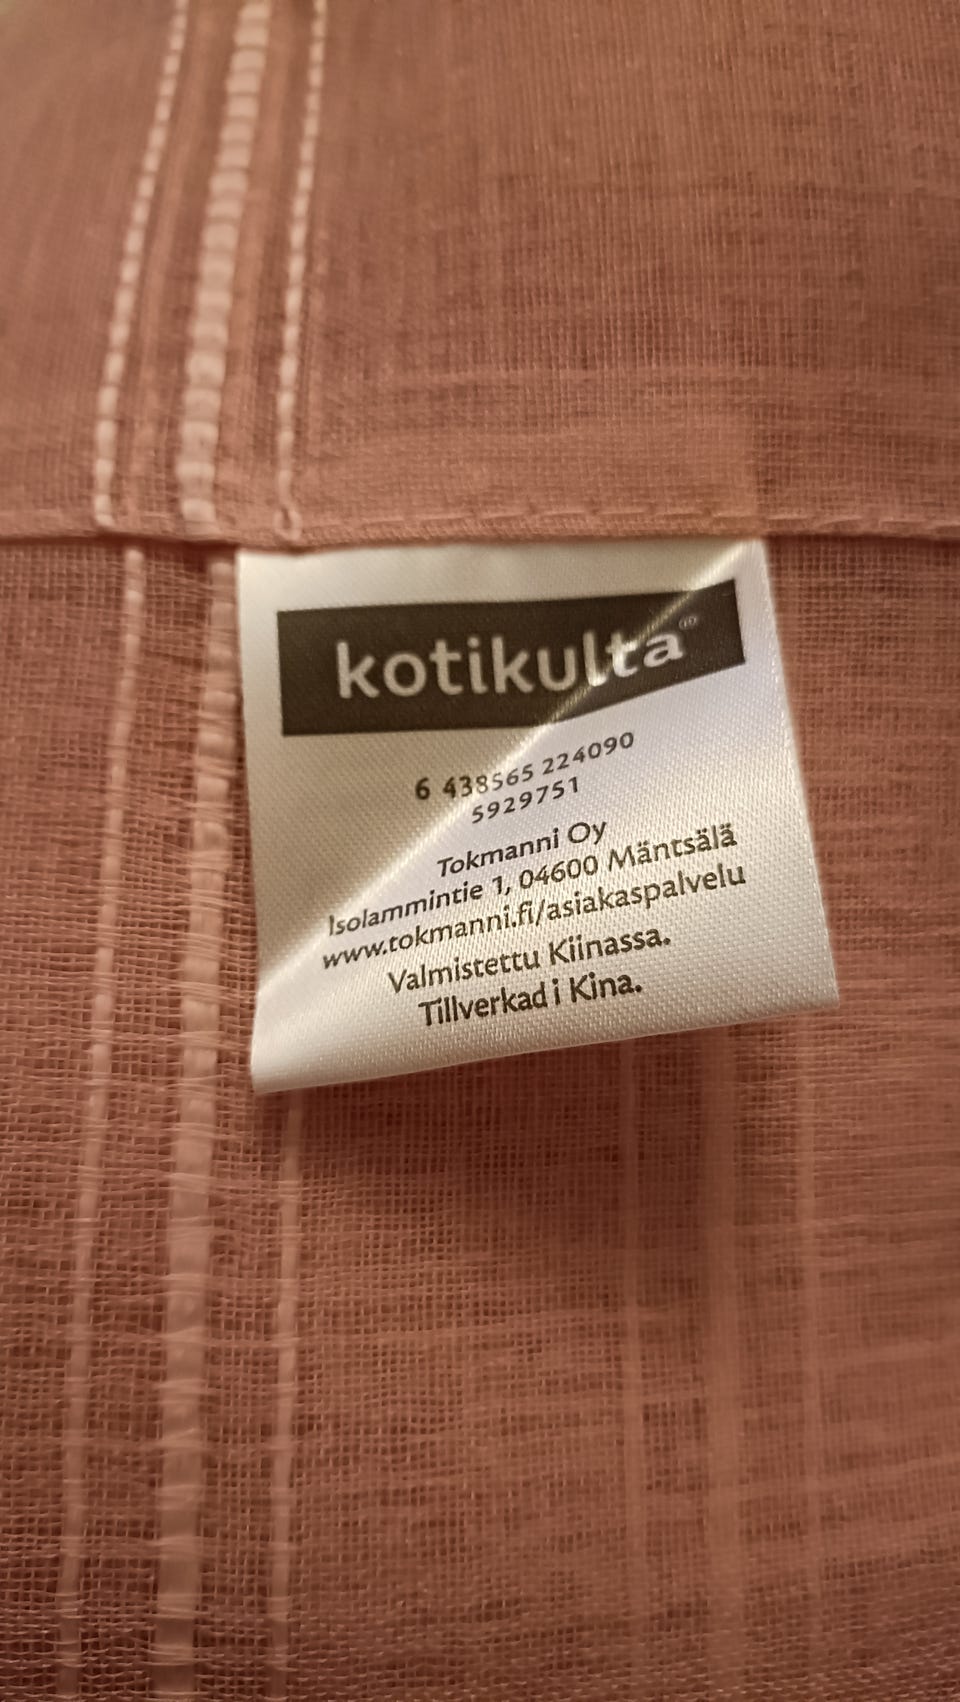 kotikulta®
6 438565 224090
5929751
Tokmanni Oy
Isolammintie 1, 04600 Mäntsälä
www.tokmanni.fi/asiakaspalvelu
Valmistettu Kiinassa.
Tillverkad i Kina.